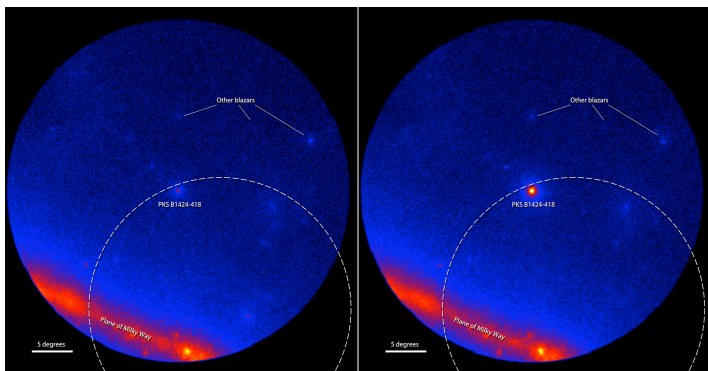 Other blazars
PKS B1424-418
Plane of Milky Way
5 degrees
Other blazars
PKS B1424-418
Plane of Milky Way
5 degrees